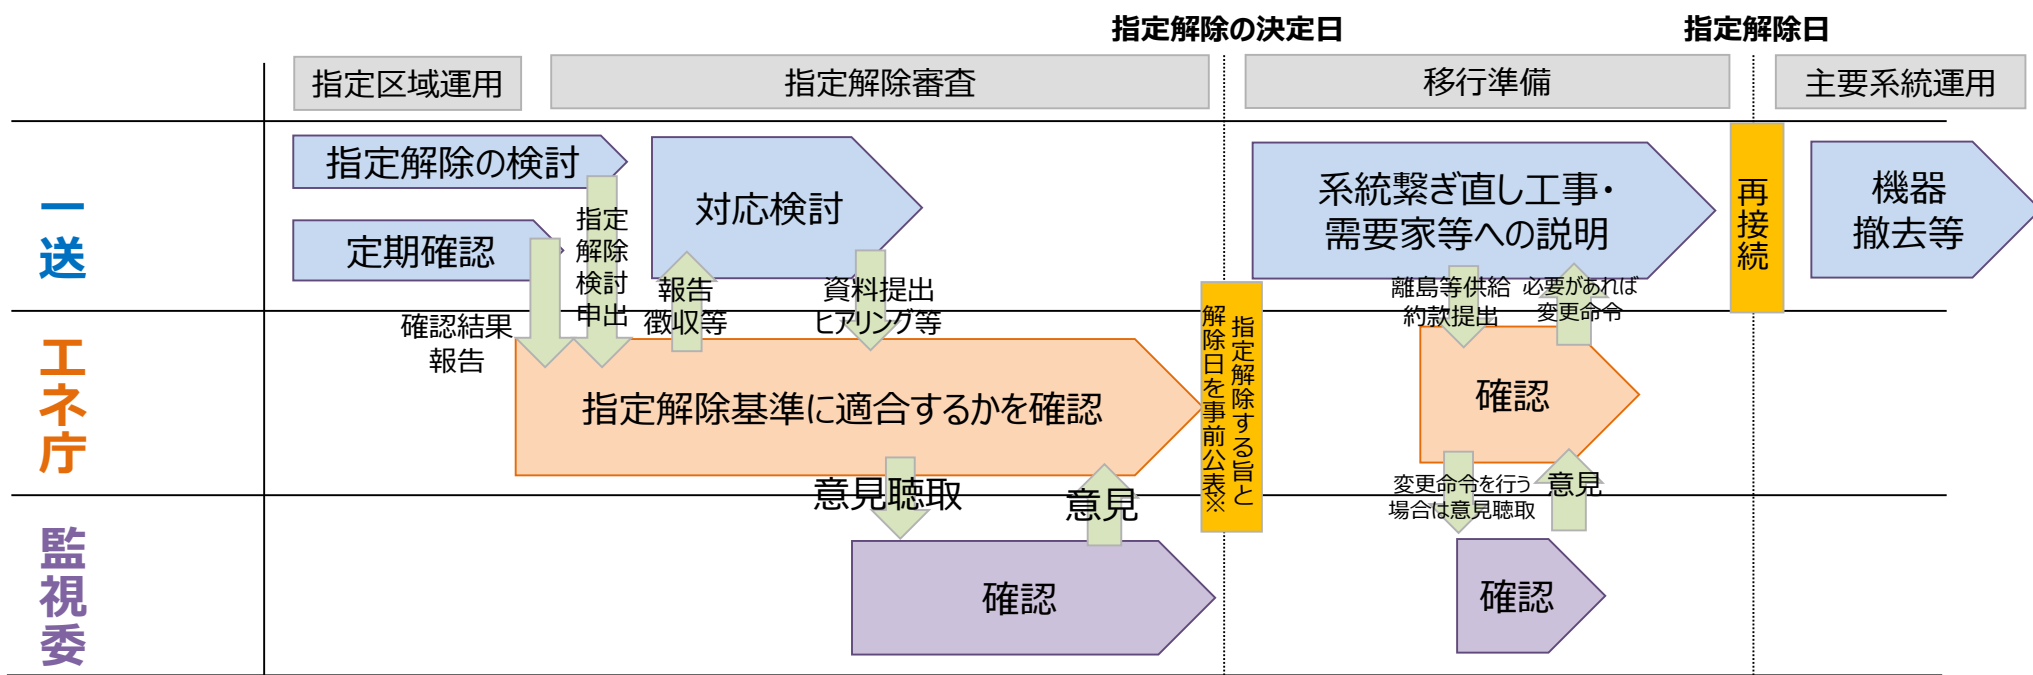 指定解除の決定日
指定解除日
指定区域運用
指定解除審査
移行準備
主要系統運用
一送
指定解除の検討
定期確認
指定
解除
検討
申出
対応検討
報告
徴収等
資料提出
ヒアリング等
確認結果
報告
系統繋ぎ直し工事・
需要家等への説明
離島等供給
約款提出
必要があれば
変更命令
再接続
機器
撤去等
エネ庁
指定解除基準に適合するかを確認
指定解除する旨と
解除日を事前公表※
確認
意見聴取
意見
変更命令を行う
場合は意見聴取
意見
監視委
確認
確認